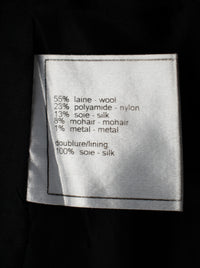 55% laine - wool
23% polyamide - nylon
13% soie - silk
8% mohair - mohair
1% metal - metal
doublure/lining
100% soie - silk